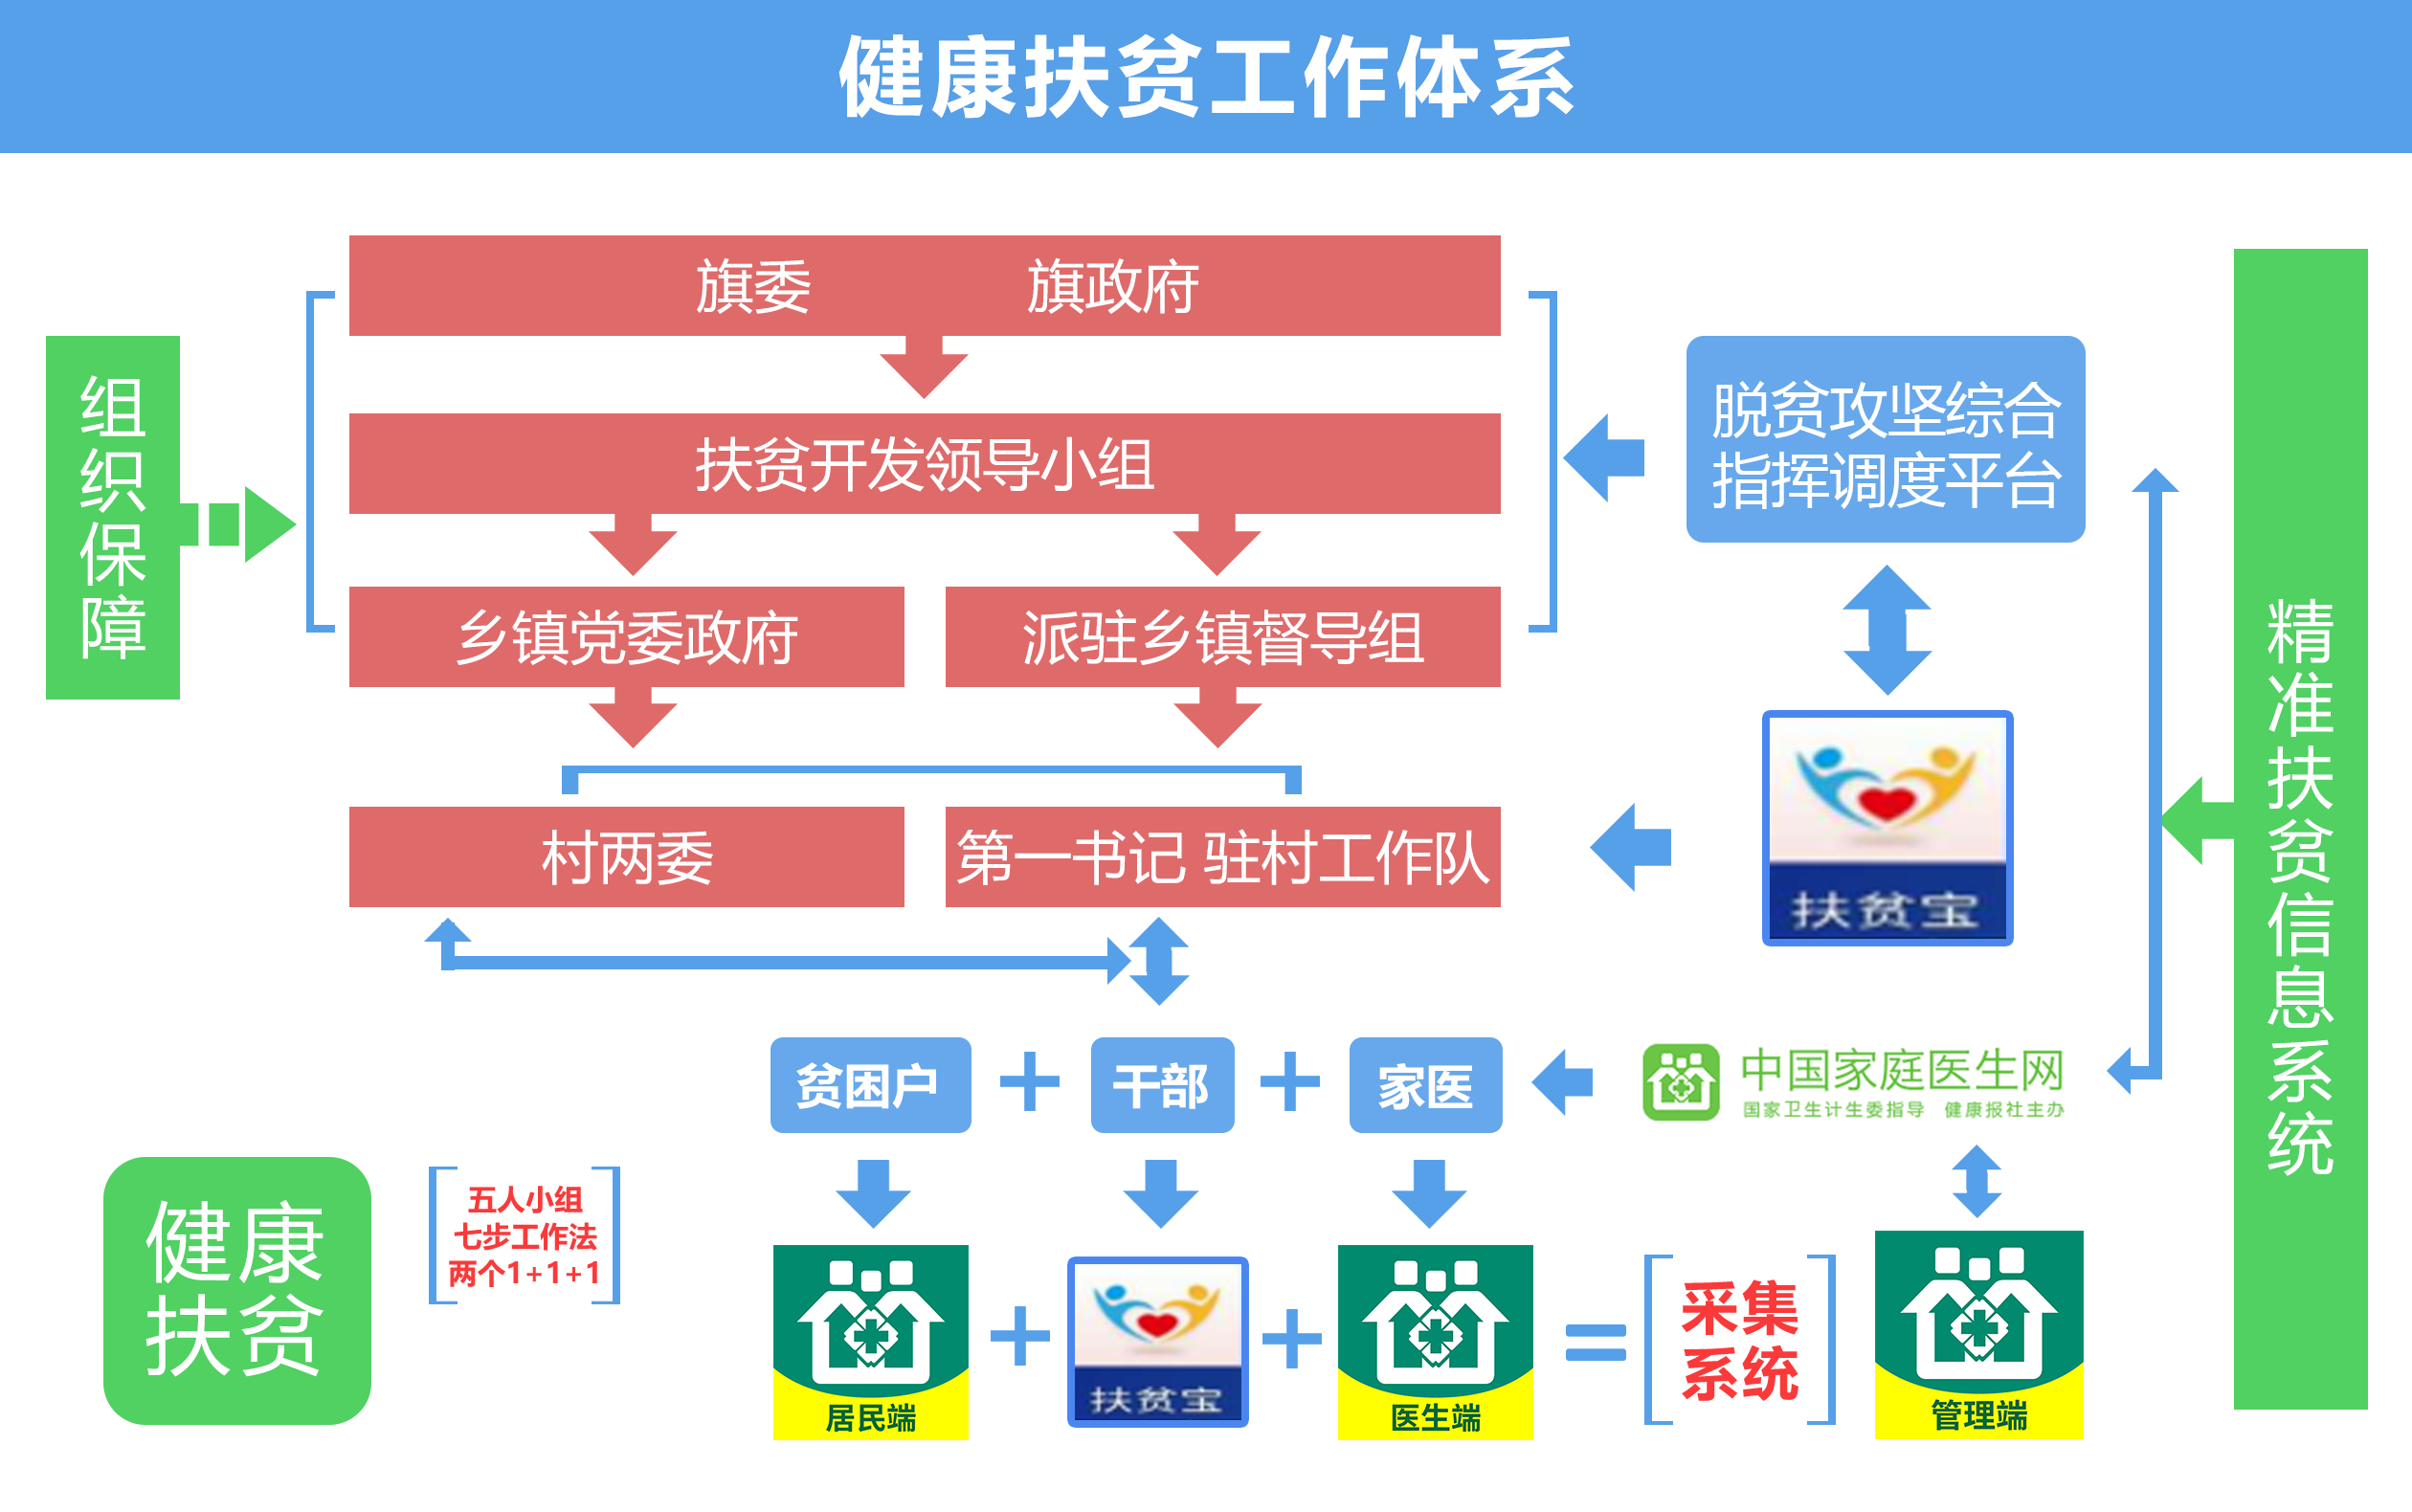 健康扶贫工作体系
旗委 旗政府
扶贫开发领导小组
乡镇党委政府
派驻乡镇督导组
村两委
第一书记 驻村工作队
组织保障
脱贫攻坚综合
指挥调度平台
扶贫宝
精准扶贫信息系统
贫困户
+
干部
+
家医
中国家庭医生网
国家卫生计生委指导 健康报社主办
健康
扶贫
五人小组
七步工作法
两个1+1+1
居民端
+
扶贫宝
+
医生端
=
采集
系统
管理端